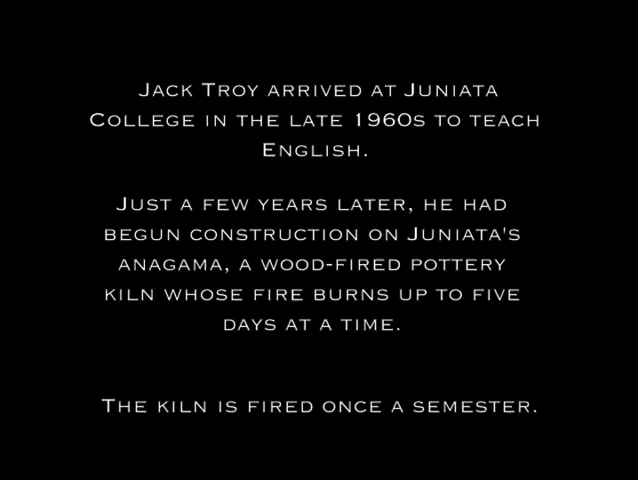 Jack Troy arrived at Juniata
College in the late 1960s to teach
English.
Just a few years later, he had
begun construction on Juniata's
anagama, a wood-fired pottery
kiln whose fire burns up to five
days at a time.
The kiln is fired once a semester.